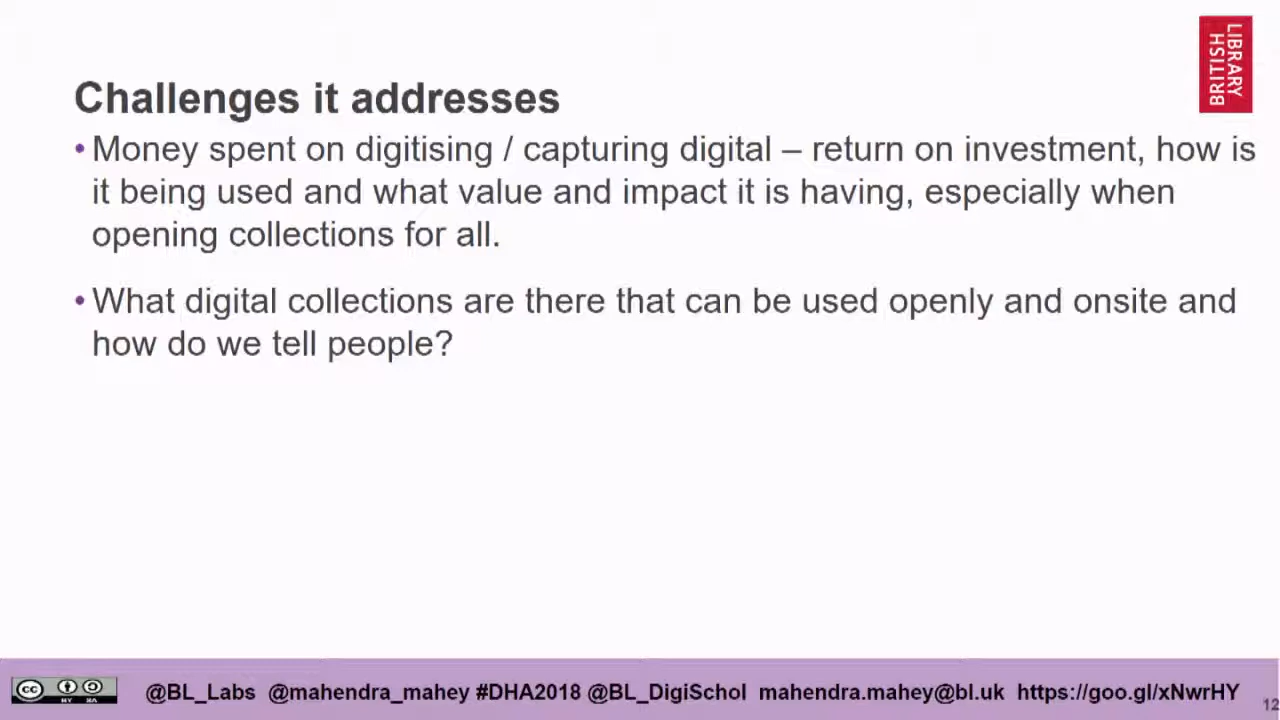 LIBRARY
BRITISH
Challenges it addresses
• Money spent on digitising / capturing digital – return on investment, how is
it being used and what value and impact it is having, especially when
opening collections for all.
• What digital collections are there that can be used openly and onsite and
how do we tell people?
cc
@BL_Labs @mahendra_mahey #DHA2018 @BL_DigiSchol mahendra.mahey@bl.uk https://goo.gl/xNwrHY
12